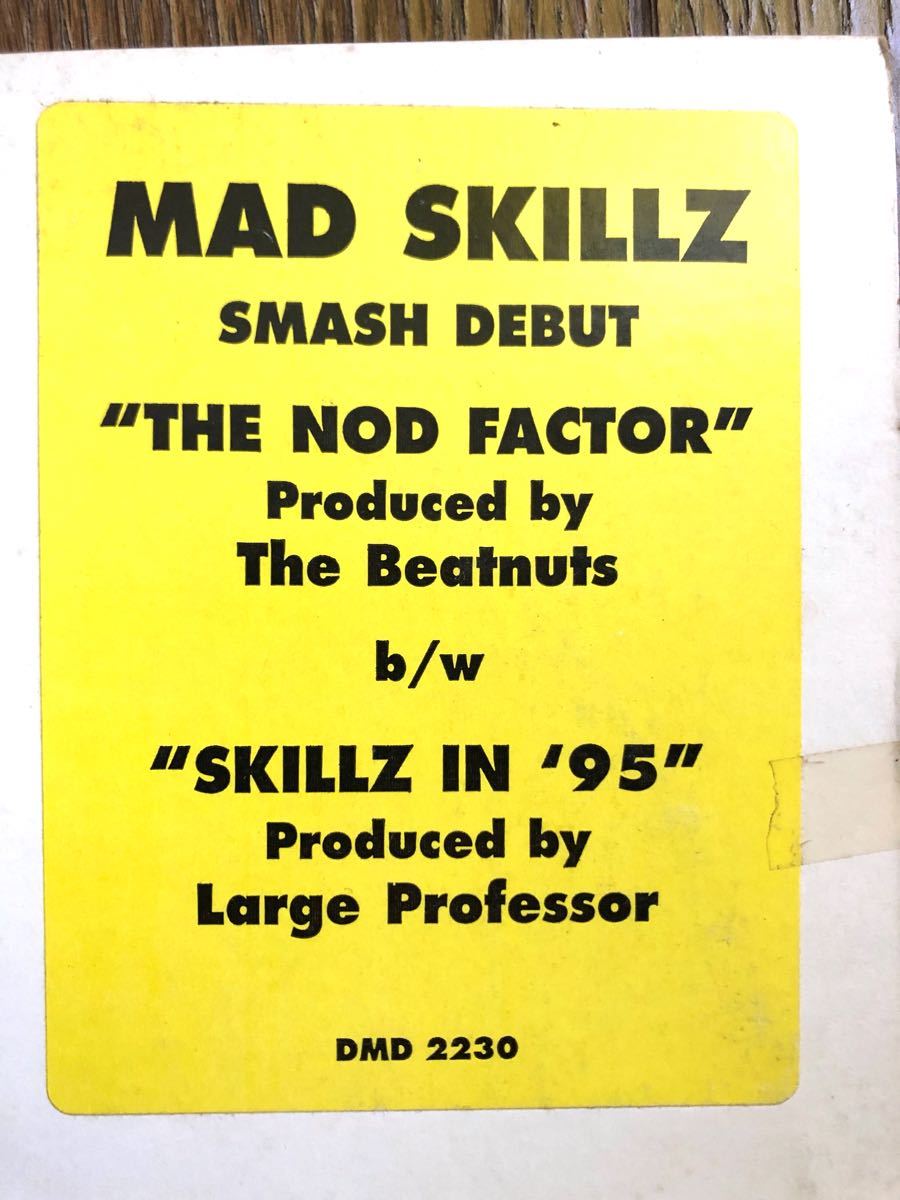 MAD SKILLZ
SMASH DEBUT
"THE NOD FACTOR"
Produced by
The Beatnuts
b/w
"SKILLZ IN '95"
Produced by
Large Professor
DMD 2230